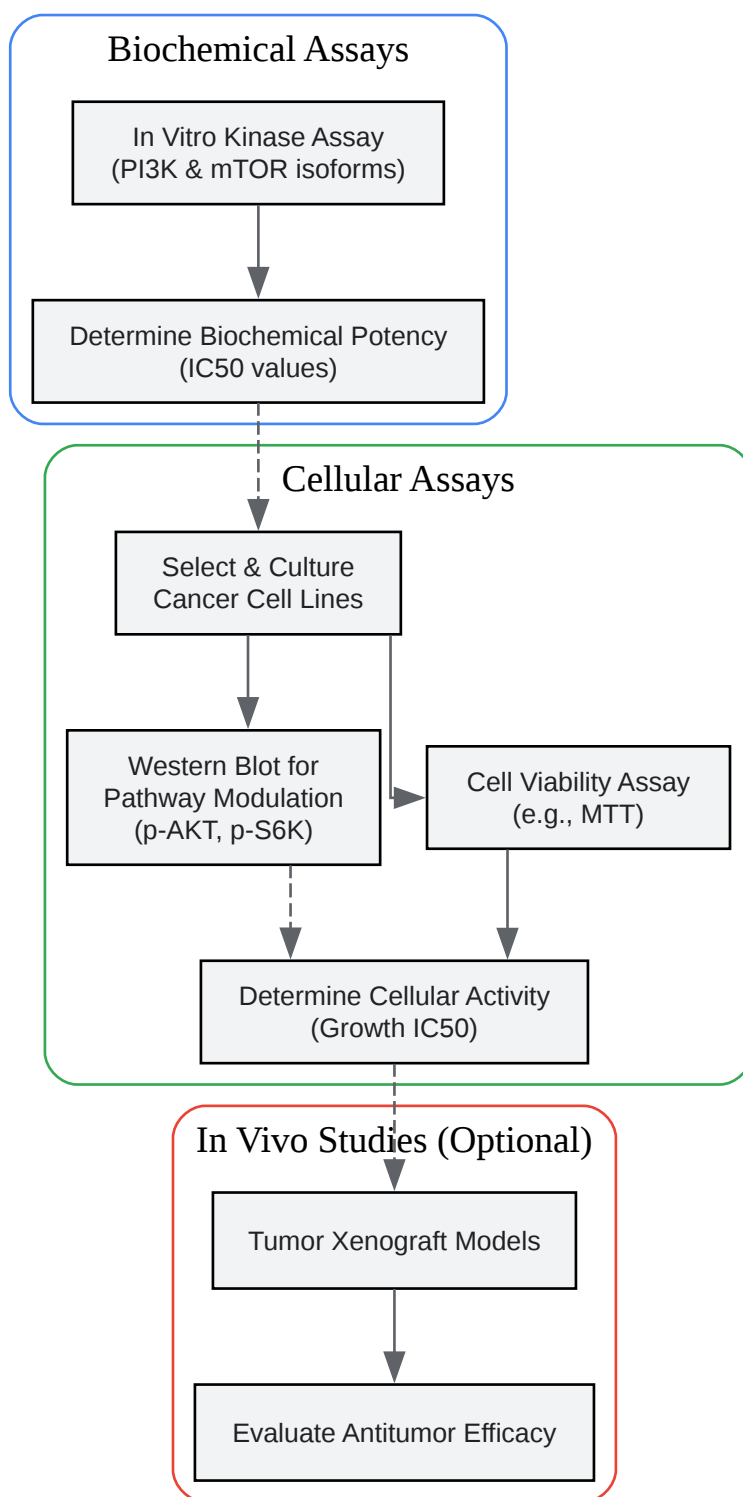 Biochemical Assays
In Vitro Kinase Assay
(PI3K & mTOR isoforms)
Determine Biochemical Potency
(IC50 values)
Cellular Assays
Select & Culture
Cancer Cell Lines
Western Blot for
Pathway Modulation
(p-AKT, p-S6K)
Cell Viability Assay
(e.g., MTT)
Determine Cellular Activity
(Growth IC50)
In Vivo Studies (Optional)
Tumor Xenograft Models
Evaluate Antitumor Efficacy